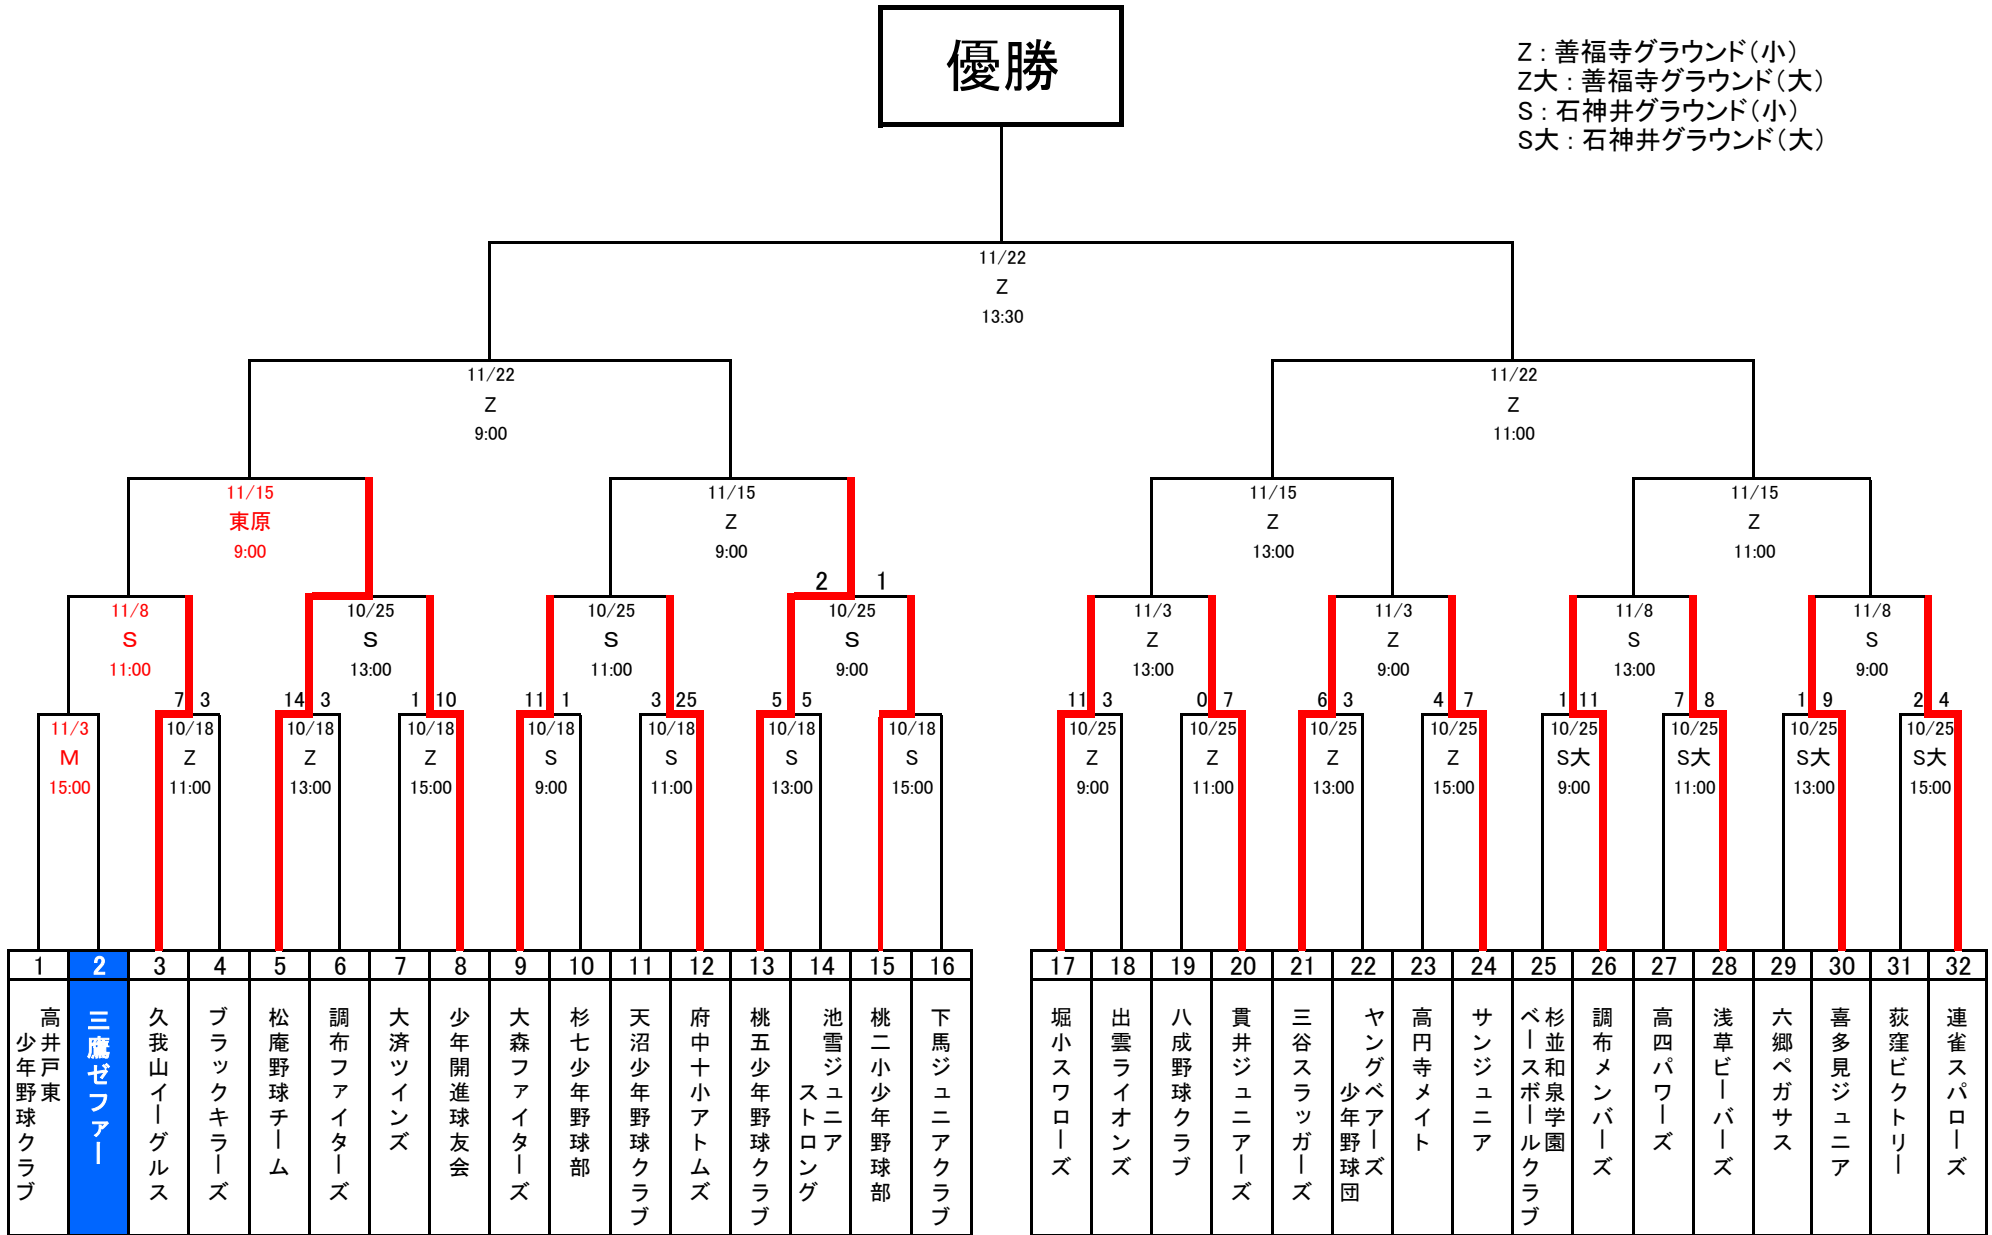 優勝
Z：善福寺グラウンド（小）
Z大：善福寺グラウンド（大）
S：石神井グラウンド（小）
S大：石神井グラウンド（大）
11/22
Z
13:30
11/22
Z
9:00
11/22
Z
11:00
11/15
東原
9:00
11/15
Z
9:00
11/15
Z
13:00
11/15
Z
11:00
2 1
11/8
S
11:00
10/25
S
13:00
10/25
S
11:00
10/25
S
9:00
11/3
Z
13:00
11/3
Z
9:00
11/8
S
13:00
11/8
S
9:00
7 3
14 3
1 10
11 1
3 25
5 5
11 3
0 7
6 3
4 7
1 11
7 8
1 9
2 4
11/3
M
15:00
10/18
Z
11:00
10/18
Z
13:00
10/18
Z
15:00
10/18
S
9:00
10/18
S
11:00
10/18
S
13:00
10/18
S
15:00
10/25
Z
9:00
10/25
Z
11:00
10/25
Z
13:00
10/25
Z
15:00
10/25
S大
9:00
10/25
S大
11:00
10/25
S大
13:00
10/25
S大
15:00
1 2 3 4 5 6 7 8 9 10 11 12 13 14 15 16
17 18 19 20 21 22 23 24 25 26 27 28 29 30 31 32
高井戸東
少年野球クラブ
三鷹ゼファー
久我山イーグルス
ブラックキラーズ
松庵野球チーム
調布ファイターズ
大済ツインズ
少年開進球友会
大森ファイターズ
杉七少年野球部
天沼少年野球クラブ
府中十小アトムズ
桃五少年野球クラブ
池雪ジュニア
ストロング
桃二小少年野球部
下馬ジュニアクラブ
堀小スワローズ
出雲ライオンズ
八成野球クラブ
貫井ジュニアーズ
三谷スラッガーズ
ヤングベアーズ
少年野球団
高円寺メイト
サンジュニア
杉並和泉学園
ベースボールクラブ
調布メンバーズ
高四パワーズ
浅草ビーバーズ
六郷ペガサス
喜多見ジュニア
荻窪ビクトリー
連雀スパローズ